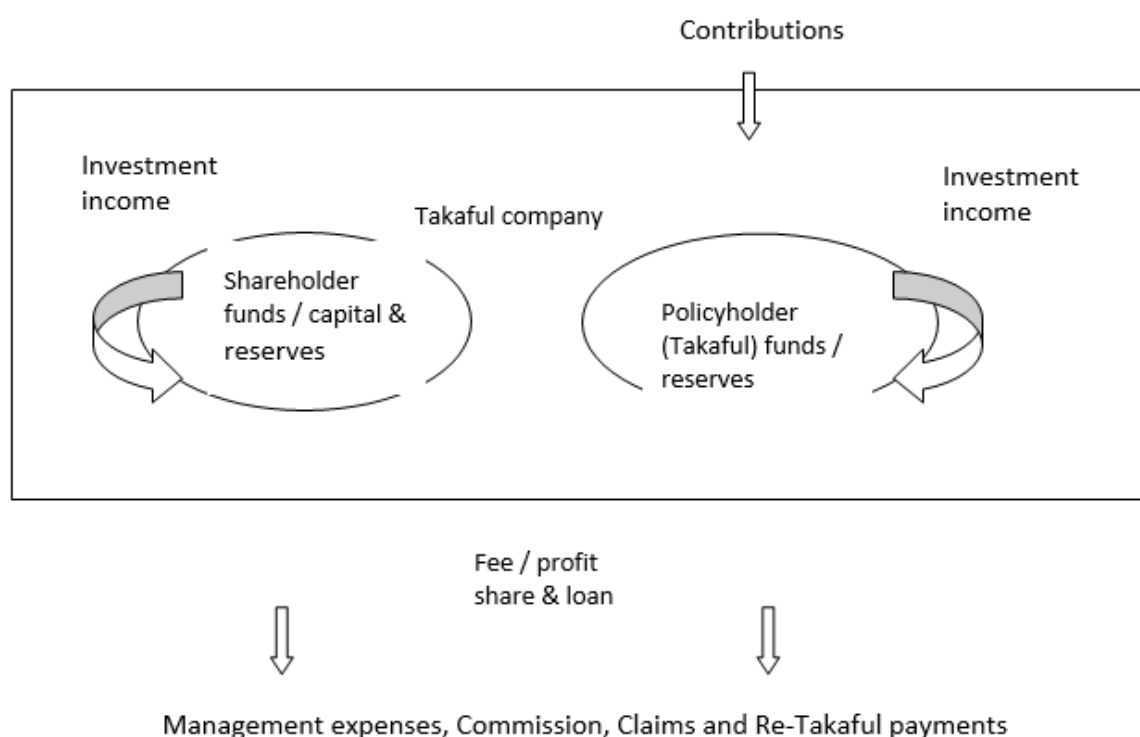 Contributions
Investment
income
Investment
income
Takaful company
Shareholder
funds / capital &
reserves
Policyholder
(Takaful) funds /
reserves
Fee / profit
share & loan
Management expenses, Commission, Claims and Re-Takaful payments